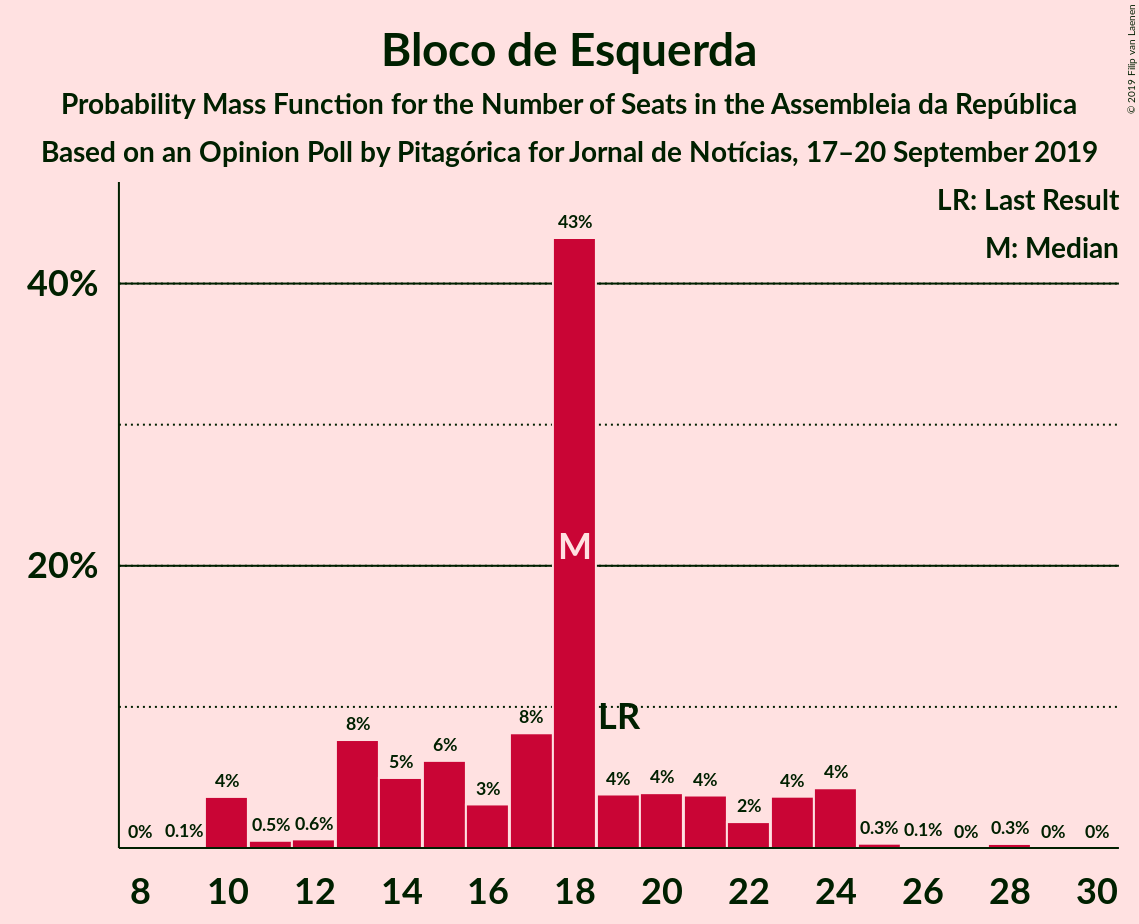 Bloco de Esquerda
Probability Mass Function for the Number of Seats in the Assembleia da República
Based on an Opinion Poll by Pitagórica for Jornal de Notícias, 17–20 September 2019
© 2019 Filip van Laenen
LR: Last Result
M: Median
40%
20%
0%
0.1%
4%
0.5%
0.6%
8%
5%
6%
3%
8%
43%
M
LR
4%
4%
4%
2%
4%
4%
0.3%
0.1%
0%
0.3%
0%
0%
8 10 12 14 16 18 20 22 24 26 28 30